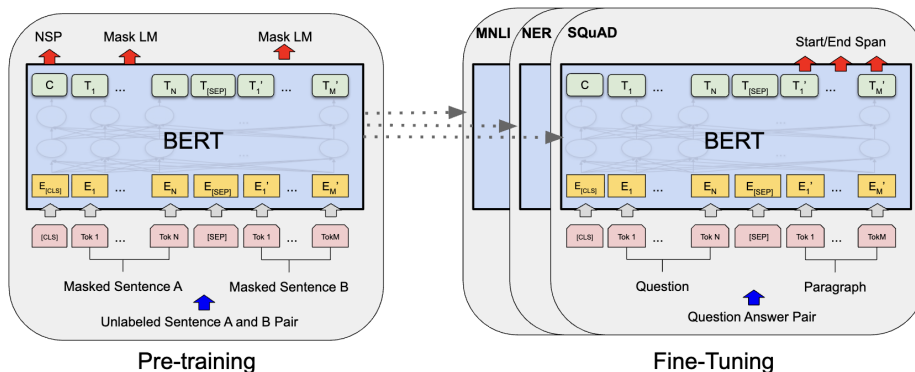 NSP Mask LM Mask LM
C T1 ... TN T[SEP] T1' ... TM'
...
BERT
...
E[CLS] E1 ... EN E[SEP] E1' ... EM'
[CLS] Tok 1 ... Tok N [SEP] Tok 1 ... TokM
Masked Sentence A Masked Sentence B
Unlabeled Sentence A and B Pair
Pre-training
MNLI NER SQuAD
Start/End Span
C T1 ... TN T[SEP] T1' ... TM'
...
BERT
...
E[CLS] E1 ... EN E[SEP] E1' ... EM'
[CLS] Tok 1 ... Tok N [SEP] Tok 1 ... TokM
Question Paragraph
Question Answer Pair
Fine-Tuning